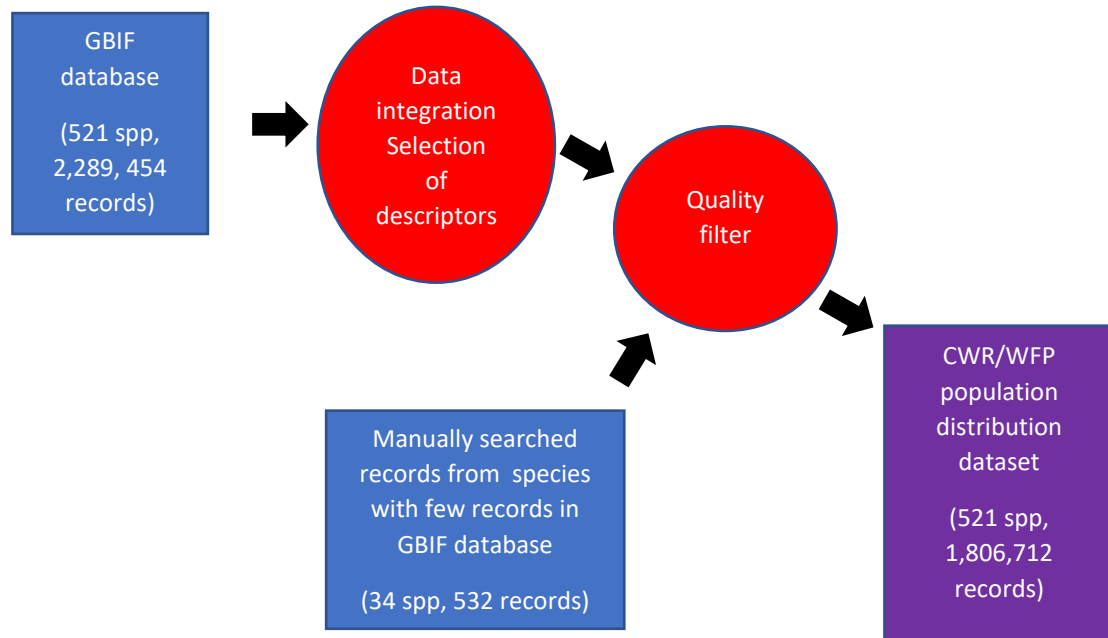 GBIF
database
(521 spp,
2,289, 454
records)
Data
integration
Selection
of
descriptors
Quality
filter
Manually searched
records from  species
with few records in
GBIF database
(34 spp, 532 records)
CWR/WFP
population
distribution
dataset
(521 spp,
1,806,712
records)